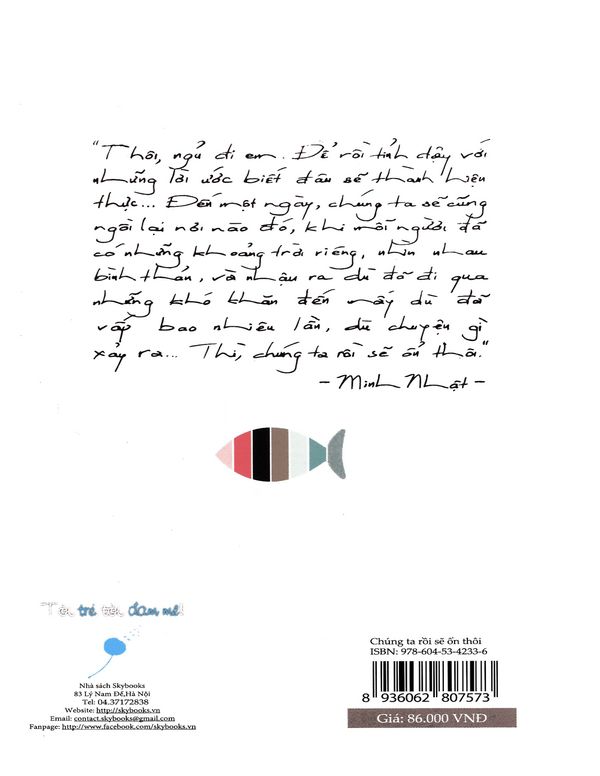 "Thôi, ngủ đi em. Để rồi tỉnh dậy với
những lời ước biết đâu sẽ thành hiện
thực... Đến một ngày, chúng ta sẽ cùng
ngồi lại nơi nào đó, khi mỗi người đã
có những khoảng trời riêng, nhìn nhau
bình thản, và nhận ra dù đã đi qua
những khó khăn đến mấy dù đã
vấp bao nhiêu lần, dù chuyện gì
xảy ra... Thì, chúng ta rồi sẽ ổn thôi."
- Minh Nhật -
Tôi trẻ tôi đam mê!
Nhà sách Skybooks
83 Lý Nam Đế,Hà Nội
Tel: 04.37172838
Website: http://skybooks.vn
Email: contact.skybooks@gmail.com
Fanpage: http://www.facebook.com/skybooks.vn
Chúng ta rồi sẽ ổn thôi
ISBN: 978-604-53-4233-6
8 936062 807573
Giá: 86.000 VNĐ